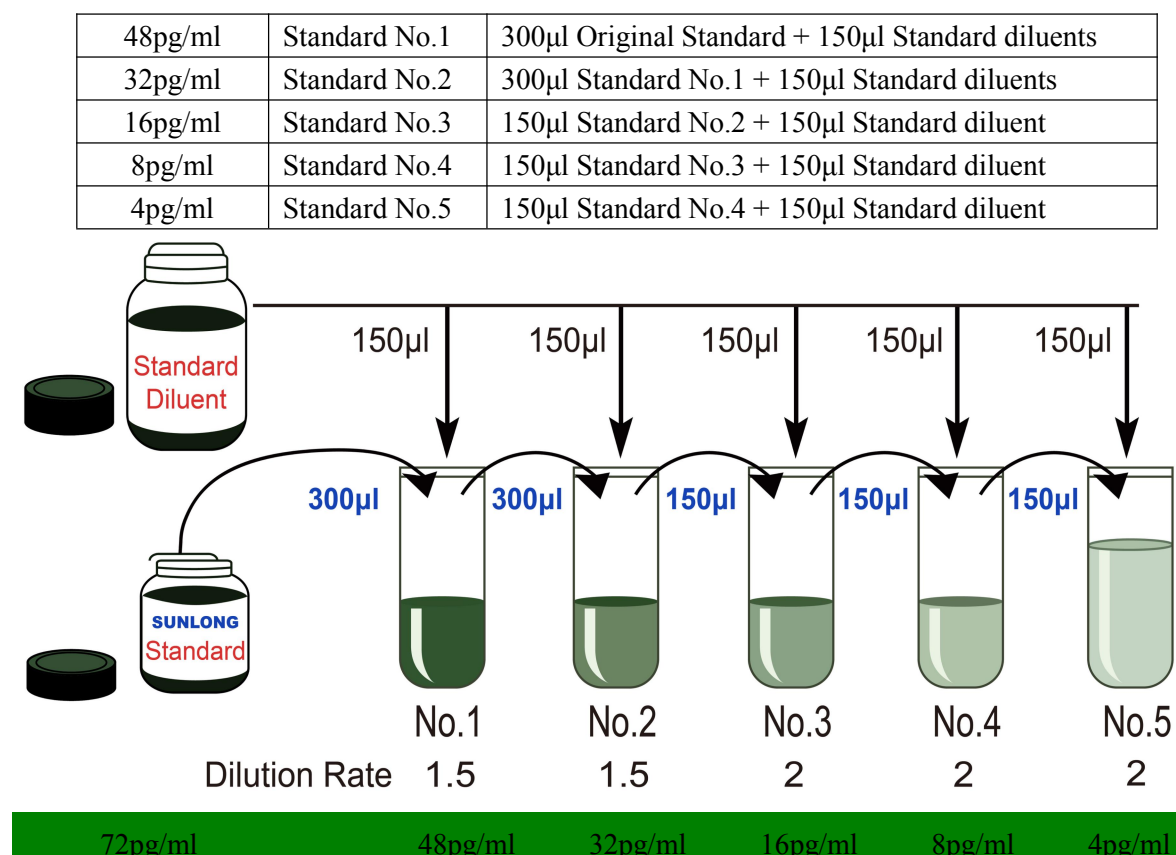 48pg/ml Standard No.1 300μl Original Standard + 150μl Standard diluents
32pg/ml Standard No.2 300μl Standard No.1 + 150μl Standard diluents
16pg/ml Standard No.3 150μl Standard No.2 + 150μl Standard diluent
8pg/ml Standard No.4 150μl Standard No.3 + 150μl Standard diluent
4pg/ml Standard No.5 150μl Standard No.4 + 150μl Standard diluent
150μl 150μl 150μl 150μl 150μl
Standard
Diluent
300μl 300μl 150μl 150μl 150μl
SUNLONG
Standard
No.1 No.2 No.3 No.4 No.5
Dilution Rate 1.5 1.5 2 2 2
72pg/ml 48pg/ml 32pg/ml 16pg/ml 8pg/ml 4pg/ml